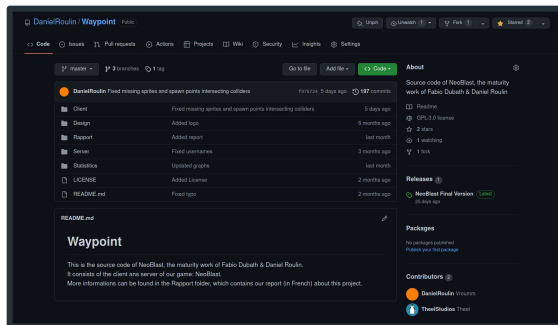 DanielRoulin / Waypoint Public
Unpin
Unwatch 1
Fork 1
Starred 2
Code
Issues
Pull requests
Actions
Projects
Wiki
Security
Insights
Settings
master
3 branches
1 tag
Go to file
Add file
Code
DanielRoulin Fixed missing sprites and spawn points intersecting colliders 5 days ago 197 commits
Client Fixed missing sprites and spawn points intersecting colliders 5 days ago
Design Added logo 6 months ago
Rapport Added report last month
Server Fixed usernames 3 months ago
Statistitics Updated graphs last month
LICENSE Added License 2 months ago
README.md Fixed typo 2 months ago
README.md
Waypoint
This is the source code of NeoBlast, the maturity work of Fabio Dubath & Daniel Roulin.
It consists of the client ans server of our game: NeoBlast.
More informations can be found in the Rapport folder, which contains our report (in French) about this project.
About
Source code of NeoBlast, the maturity
work of Fabio Dubath & Daniel Roulin
Readme
GPL-3.0 license
2 stars
1 watching
1 fork
Releases 1
NeoBlast Final Version Latest
25 days ago
Packages
No packages published
Publish your first package
Contributors 2
DanielRoulin Vroumm
TheelStudios Theel